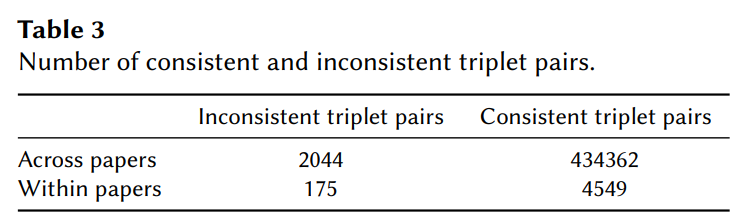 Table 3
Number of consistent and inconsistent triplet pairs.
Inconsistent triplet pairs Consistent triplet pairs
Across papers 2044 434362
Within papers 175 4549